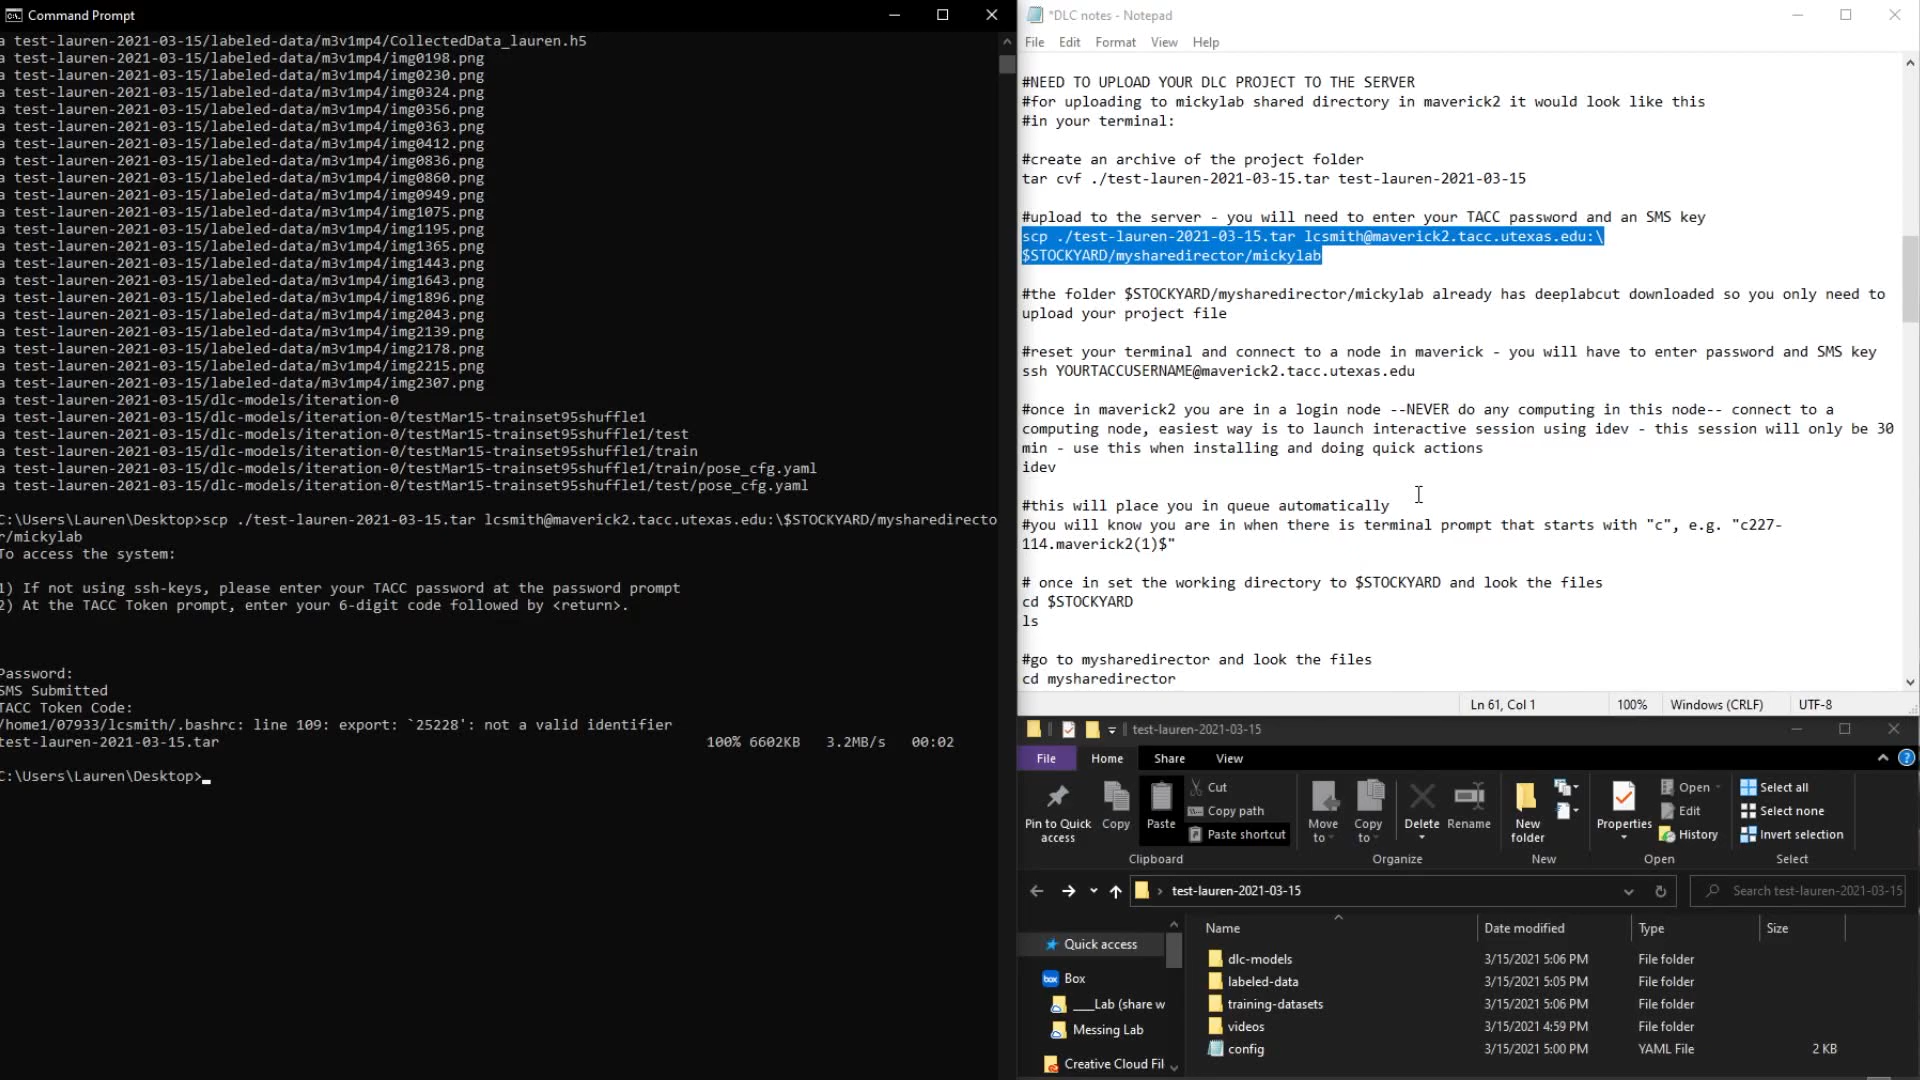 Command Prompt
a test-lauren-2021-03-15/labeled-data/m3v1mp4/CollectedData_lauren.h5
a test-lauren-2021-03-15/labeled-data/m3v1mp4/img0198.png
a test-lauren-2021-03-15/labeled-data/m3v1mp4/img0230.png
a test-lauren-2021-03-15/labeled-data/m3v1mp4/img0324.png
a test-lauren-2021-03-15/labeled-data/m3v1mp4/img0356.png
a test-lauren-2021-03-15/labeled-data/m3v1mp4/img0363.png
a test-lauren-2021-03-15/labeled-data/m3v1mp4/img0412.png
a test-lauren-2021-03-15/labeled-data/m3v1mp4/img0836.png
a test-lauren-2021-03-15/labeled-data/m3v1mp4/img0860.png
a test-lauren-2021-03-15/labeled-data/m3v1mp4/img0949.png
a test-lauren-2021-03-15/labeled-data/m3v1mp4/img1075.png
a test-lauren-2021-03-15/labeled-data/m3v1mp4/img1195.png
a test-lauren-2021-03-15/labeled-data/m3v1mp4/img1365.png
a test-lauren-2021-03-15/labeled-data/m3v1mp4/img1443.png
a test-lauren-2021-03-15/labeled-data/m3v1mp4/img1643.png
a test-lauren-2021-03-15/labeled-data/m3v1mp4/img1896.png
a test-lauren-2021-03-15/labeled-data/m3v1mp4/img2043.png
a test-lauren-2021-03-15/labeled-data/m3v1mp4/img2139.png
a test-lauren-2021-03-15/labeled-data/m3v1mp4/img2178.png
a test-lauren-2021-03-15/labeled-data/m3v1mp4/img2215.png
a test-lauren-2021-03-15/labeled-data/m3v1mp4/img2307.png
a test-lauren-2021-03-15/dlc-models/iteration-0
a test-lauren-2021-03-15/dlc-models/iteration-0/testMar15-trainset95shuffle1
a test-lauren-2021-03-15/dlc-models/iteration-0/testMar15-trainset95shuffle1/test
a test-lauren-2021-03-15/dlc-models/iteration-0/testMar15-trainset95shuffle1/train
a test-lauren-2021-03-15/dlc-models/iteration-0/testMar15-trainset95shuffle1/train/pose_cfg.yaml
a test-lauren-2021-03-15/dlc-models/iteration-0/testMar15-trainset95shuffle1/test/pose_cfg.yaml
C:\Users\Lauren\Desktop>scp ./test-lauren-2021-03-15.tar lcsmith@maverick2.tacc.utexas.edu:\$STOCKYARD/mysharedirecto
r/mickylab
To access the system:
1) If not using ssh-keys, please enter your TACC password at the password prompt
2) At the TACC Token prompt, enter your 6-digit code followed by <return>.
Password:
SMS Submitted
TACC Token Code:
/home1/07933/lcsmith/.bashrc: line 109: export: `25228': not a valid identifier
test-lauren-2021-03-15.tar 100% 6602KB 3.2MB/s 00:02
C:\Users\Lauren\Desktop>
*DLC notes - Notepad
File Edit Format View Help
#NEED TO UPLOAD YOUR DLC PROJECT TO THE SERVER
#for uploading to mickylab shared directory in maverick2 it would look like this
#in your terminal:
#create an archive of the project folder
tar cvf ./test-lauren-2021-03-15.tar test-lauren-2021-03-15
#upload to the server - you will need to enter your TACC password and an SMS key
scp ./test-lauren-2021-03-15.tar lcsmith@maverick2.tacc.utexas.edu:\
$STOCKYARD/mysharedirector/mickylab
#the folder $STOCKYARD/mysharedirector/mickylab already has deeplabcut downloaded so you only need to
upload your project file
#reset your terminal and connect to a node in maverick - you will have to enter password and SMS key
ssh YOURTACCUSERNAME@maverick2.tacc.utexas.edu
#once in maverick2 you are in a login node --NEVER do any computing in this node-- connect to a
computing node, easiest way is to launch interactive session using idev - this session will only be 30
min - use this when installing and doing quick actions
idev
#this will place you in queue automatically
#you will know you are in when there is terminal prompt that starts with "c", e.g. "c227-
114.maverick2(1)$"
# once in set the working directory to $STOCKYARD and look the files
cd $STOCKYARD
ls
#go to mysharedirector and look the files
cd mysharedirector
Ln 61, Col 1 100% Windows (CRLF) UTF-8
test-lauren-2021-03-15
File Home Share View
Pin to Quick access
Copy
Paste
Cut
Copy path
Paste shortcut
Clipboard
Move to
Copy to
Delete
Rename
Organize
New folder
New
Properties
Open
Edit
History
Open
Select all
Select none
Invert selection
Select
test-lauren-2021-03-15
Search test-lauren-2021-03-15
Quick access
box Box
___Lab (share w
Messing Lab
Creative Cloud Fil
Name Date modified Type Size
dlc-models 3/15/2021 5:06 PM File folder
labeled-data 3/15/2021 5:05 PM File folder
training-datasets 3/15/2021 5:06 PM File folder
videos 3/15/2021 4:59 PM File folder
config 3/15/2021 5:00 PM YAML File 2 KB